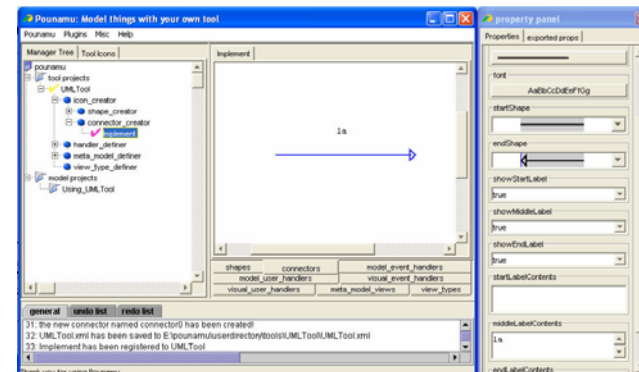 Pounamu: Model things with your own tool
Pounamu Plugins Misc Help
Manager Tree Tool Icons
pounamu
tool projects
UMLTool
icon_creator
shape_creator
connector_creator
Implement
handler_definer
meta_model_definer
view_type_definer
model projects
Using_UMLTool
Implement
1a
shapes connectors model_event_handlers
model_user_handlers visual_event_handlers
visual_user_handlers meta_model_views view_types
general undo list redo list
31: the new connector named connector0 has been created!
32: UMLTool.xml has been saved to E:\pounamu\userdirectory\tools\UMLTool\UMLTool.xml
33: Implement has been registered to UMLTool
property panel
Properties exported props
font
AaBbCcDdEeFfGg
startShape
endShape
showStartLabel
true
showMiddleLabel
true
showEndLabel
true
startLabelContents
middleLabelContents
1a
endLabelContents